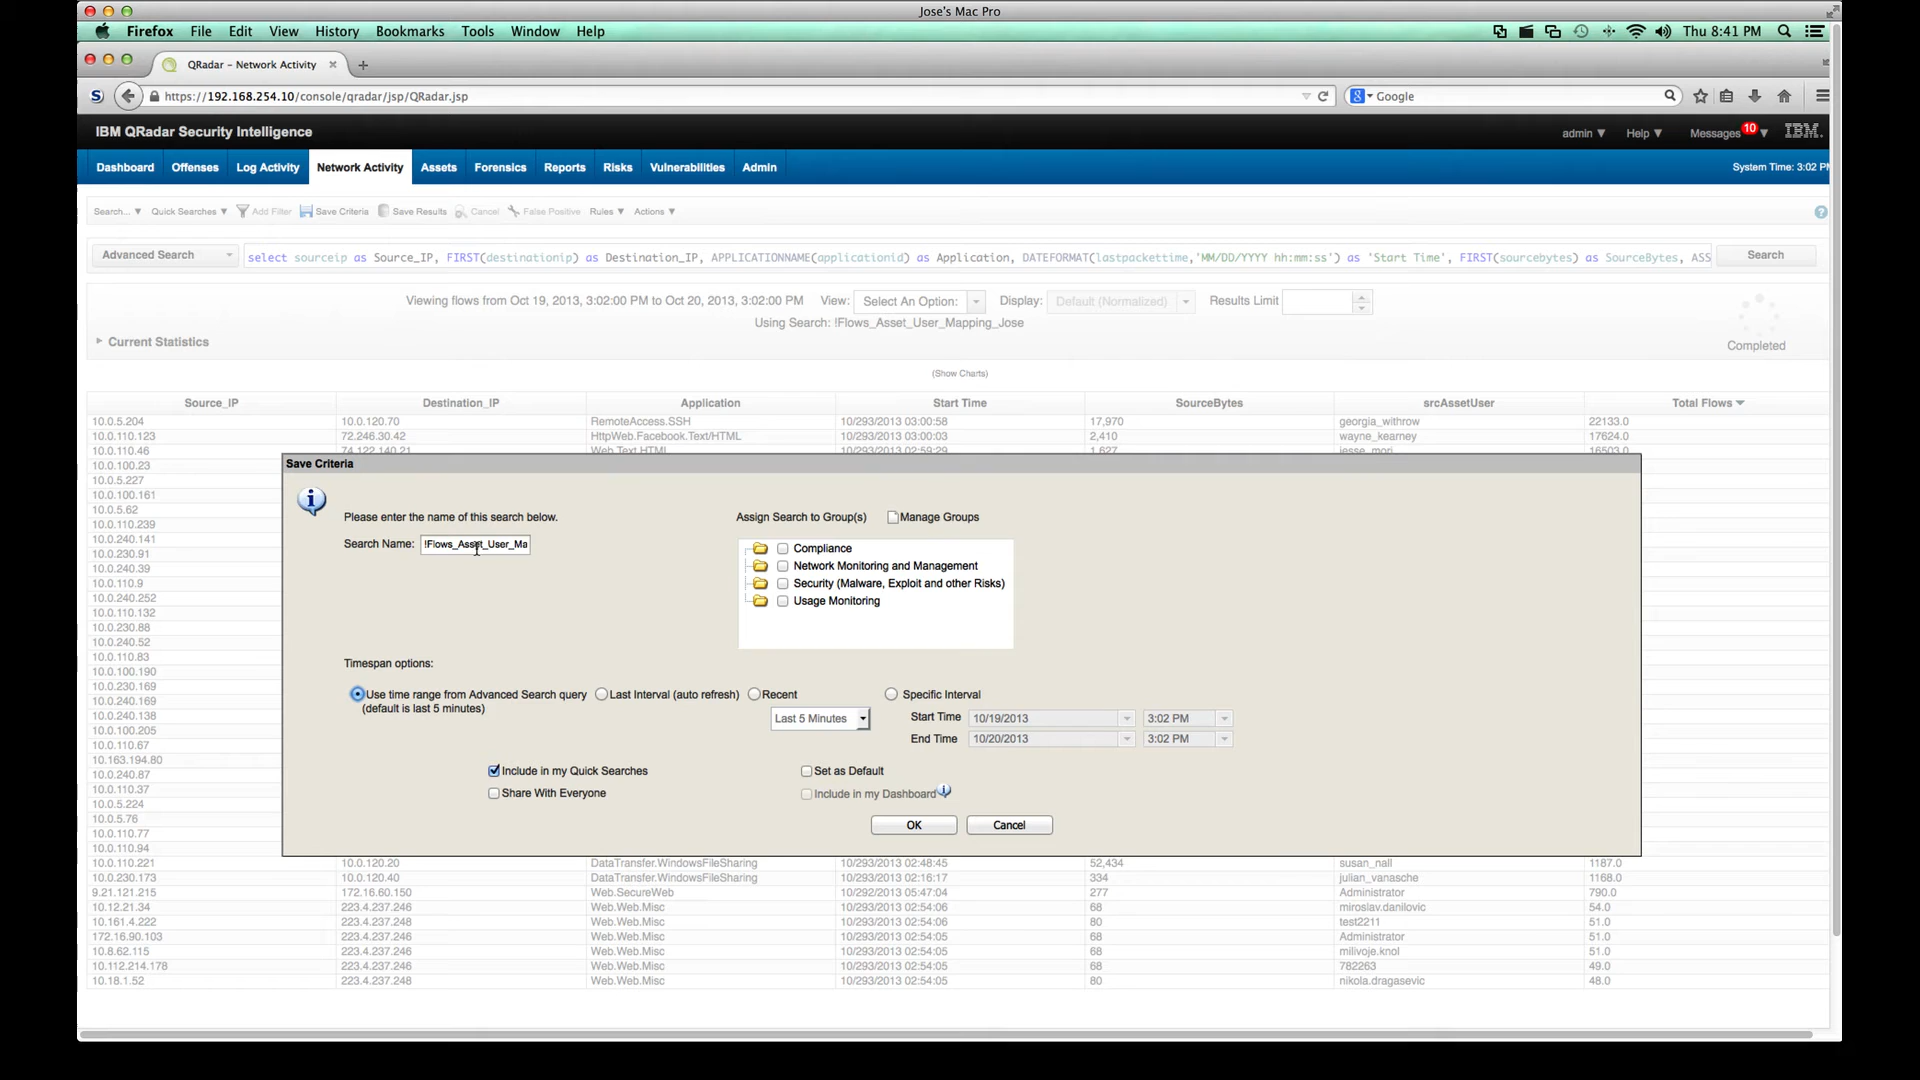 Jose's Mac Pro
Firefox File Edit View History Bookmarks Tools Window Help Thu 8:41 PM
QRadar – Network Activity
https://192.168.254.10/console/qradar/jsp/QRadar.jsp Google
IBM QRadar Security Intelligence admin Help Messages 10 IBM.
Dashboard Offenses Log Activity Network Activity Assets Forensics Reports Risks Vulnerabilities Admin System Time: 3:02 PM
Search... Quick Searches Add Filter Save Criteria Save Results Cancel False Positive Rules Actions
Advanced Search select sourceip as Source_IP, FIRST(destinationip) as Destination_IP, APPLICATIONNAME(applicationid) as Application, DATEFORMAT(lastpackettime,'MM/DD/YYYY hh:mm:ss') as 'Start Time', FIRST(sourcebytes) as SourceBytes, ASS Search
Viewing flows from Oct 19, 2013, 3:02:00 PM to Oct 20, 2013, 3:02:00 PM View: Select An Option: Display: Default (Normalized) Results Limit
Using Search: !Flows_Asset_User_Mapping_Jose
Current Statistics Completed
(Show Charts)
Source_IP Destination_IP Application Start Time SourceBytes srcAssetUser Total Flows
10.0.5.204 10.0.120.70 RemoteAccess.SSH 10/293/2013 03:00:58 17,970 georgia_withrow 22133.0
10.0.110.123 72.246.30.42 HttpWeb.Facebook.Text/HTML 10/293/2013 03:00:03 2,410 wayne_kearney 17624.0
10.0.110.46 74.122.140.21 Web.Text.HTML 10/293/2013 02:59:29 1,627 jesse_mori 16503.0
10.0.100.23
10.0.5.227
10.0.100.161
10.0.5.62
10.0.110.239
10.0.240.141
10.0.230.91
10.0.240.39
10.0.110.9
10.0.240.252
10.0.110.132
10.0.230.88
10.0.240.52
10.0.110.83
10.0.100.190
10.0.230.169
10.0.240.169
10.0.240.138
10.0.100.205
10.0.110.67
10.163.194.80
10.0.240.87
10.0.110.37
10.0.5.224
10.0.5.76
10.0.110.77
10.0.110.94
Save Criteria
Please enter the name of this search below. Assign Search to Group(s) Manage Groups
Search Name: !Flows_Asset_User_Ma
Compliance
Network Monitoring and Management
Security (Malware, Exploit and other Risks)
Usage Monitoring
Timespan options:
Use time range from Advanced Search query Last Interval (auto refresh) Recent Specific Interval
(default is last 5 minutes)
Last 5 Minutes Start Time 10/19/2013 3:02 PM
End Time 10/20/2013 3:02 PM
Include in my Quick Searches Set as Default
Share With Everyone Include in my Dashboard
OK Cancel
10.0.110.221 10.0.120.20 DataTransfer.WindowsFileSharing 10/293/2013 02:48:45 52,434 susan_nall 1187.0
10.0.230.173 10.0.120.40 DataTransfer.WindowsFileSharing 10/293/2013 02:16:17 334 julian_vanasche 1168.0
9.21.121.215 172.16.60.150 Web.SecureWeb 10/292/2013 05:47:04 277 Administrator 790.0
10.12.21.34 223.4.237.246 Web.Web.Misc 10/293/2013 02:54:06 68 miroslav.danilovic 54.0
10.161.4.222 223.4.237.248 Web.Web.Misc 10/293/2013 02:54:06 80 test2211 51.0
172.16.90.103 223.4.237.246 Web.Web.Misc 10/293/2013 02:54:05 68 Administrator 51.0
10.8.62.115 223.4.237.246 Web.Web.Misc 10/293/2013 02:54:05 68 milivoje.knol 51.0
10.112.214.178 223.4.237.246 Web.Web.Misc 10/293/2013 02:54:06 68 782263 49.0
10.18.1.52 223.4.237.248 Web.Web.Misc 10/293/2013 02:54:05 80 nikola.dragasevic 48.0